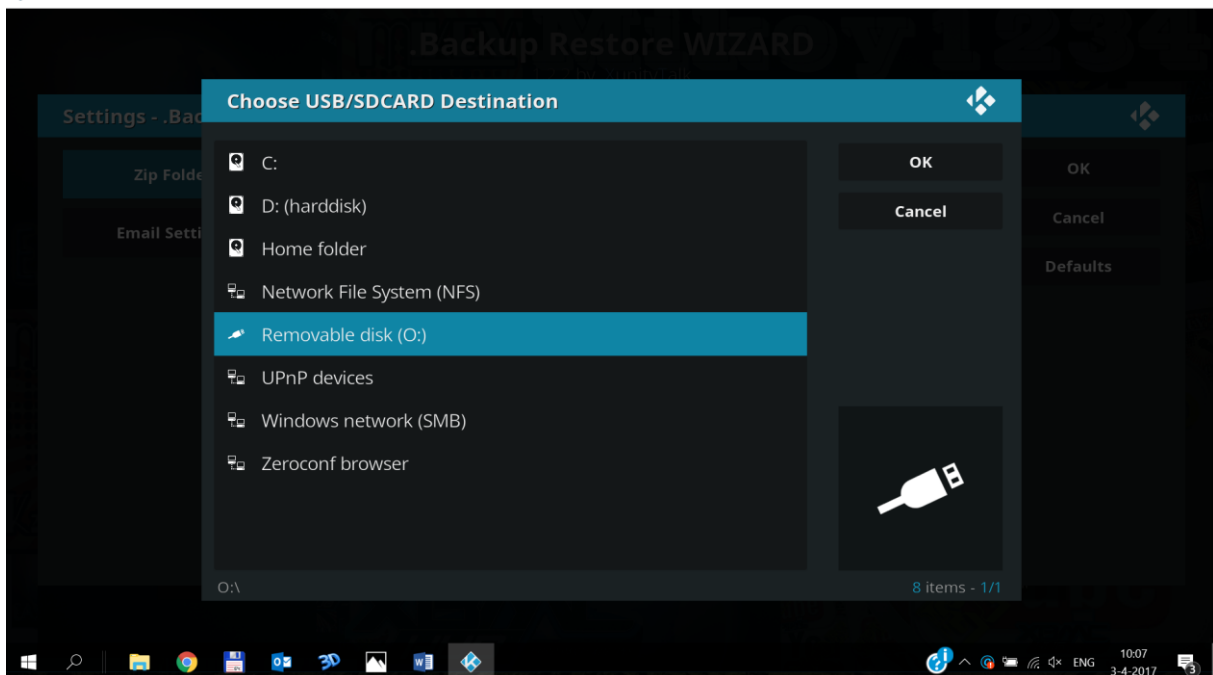 .Backup Restore WIZARD
Choose USB/SDCARD Destination
Settings - .Bac
C:
OK
OK
Zip Folde
D: (harddisk)
Cancel
Cancel
Email Setti
Home folder
Defaults
Network File System (NFS)
Removable disk (O:)
UPnP devices
Windows network (SMB)
Zeroconf browser
O:\
8 items - 1/1
ENG
10:07
3-4-2017
3